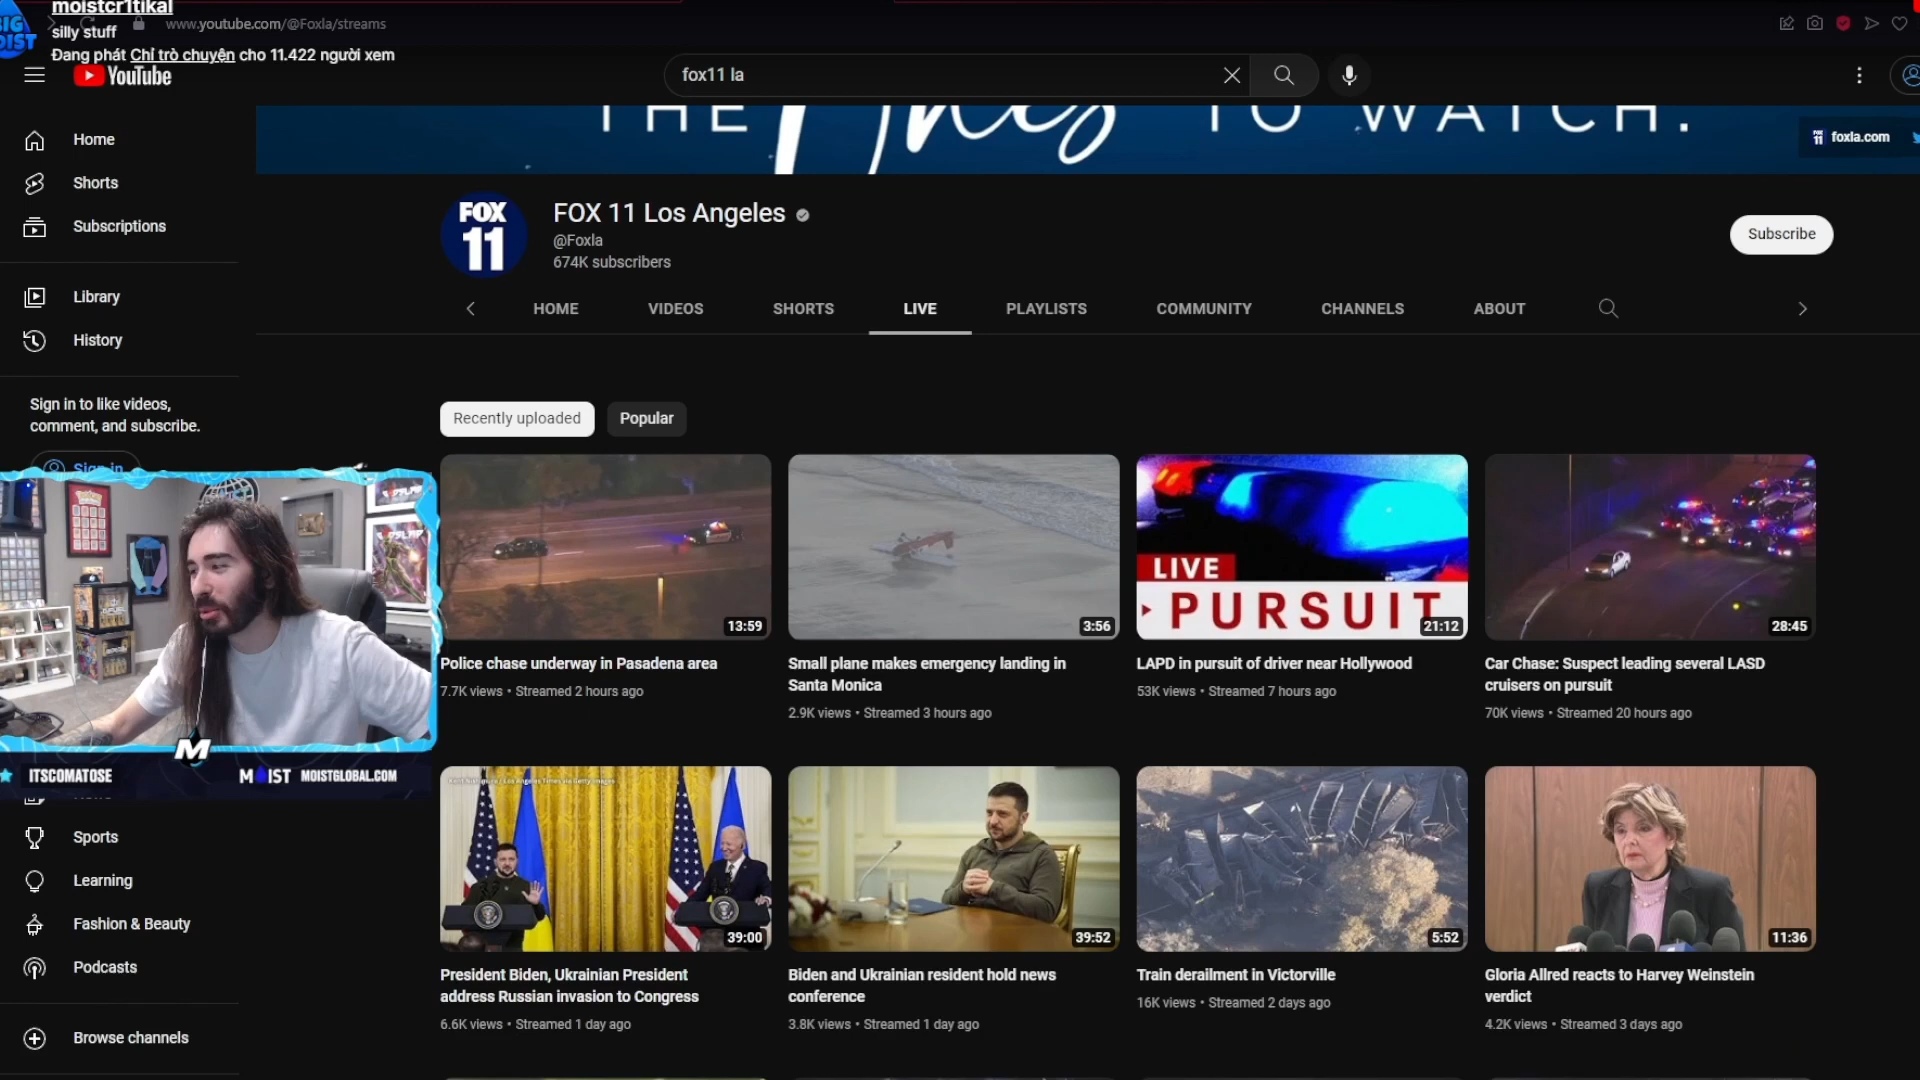 moistcr1tikal
silly stuff
Đang phát Chỉ trò chuyện cho 11.422 người xem
www.youtube.com/@Foxla/streams
YouTube
fox11 la
THE TO WATCH.
FOX 11 foxla.com
Home
Shorts
Subscriptions
Library
History
Sign in to like videos,
comment, and subscribe.
Sign in
FOX
11
FOX 11 Los Angeles
@Foxla
674K subscribers
Subscribe
HOME VIDEOS SHORTS LIVE PLAYLISTS COMMUNITY CHANNELS ABOUT
Recently uploaded Popular
13:59
Police chase underway in Pasadena area
7.7K views • Streamed 2 hours ago
3:56
Small plane makes emergency landing in
Santa Monica
2.9K views • Streamed 3 hours ago
LIVE
PURSUIT
21:12
LAPD in pursuit of driver near Hollywood
53K views • Streamed 7 hours ago
28:45
Car Chase: Suspect leading several LASD
cruisers on pursuit
70K views • Streamed 20 hours ago
M
ITSCOMATOSE MOIST MOISTGLOBAL.COM
Sports
Learning
Fashion & Beauty
Podcasts
Browse channels
39:00
President Biden, Ukrainian President
address Russian invasion to Congress
6.6K views • Streamed 1 day ago
39:52
Biden and Ukrainian resident hold news
conference
3.8K views • Streamed 1 day ago
5:52
Train derailment in Victorville
16K views • Streamed 2 days ago
11:36
Gloria Allred reacts to Harvey Weinstein
verdict
4.2K views • Streamed 3 days ago